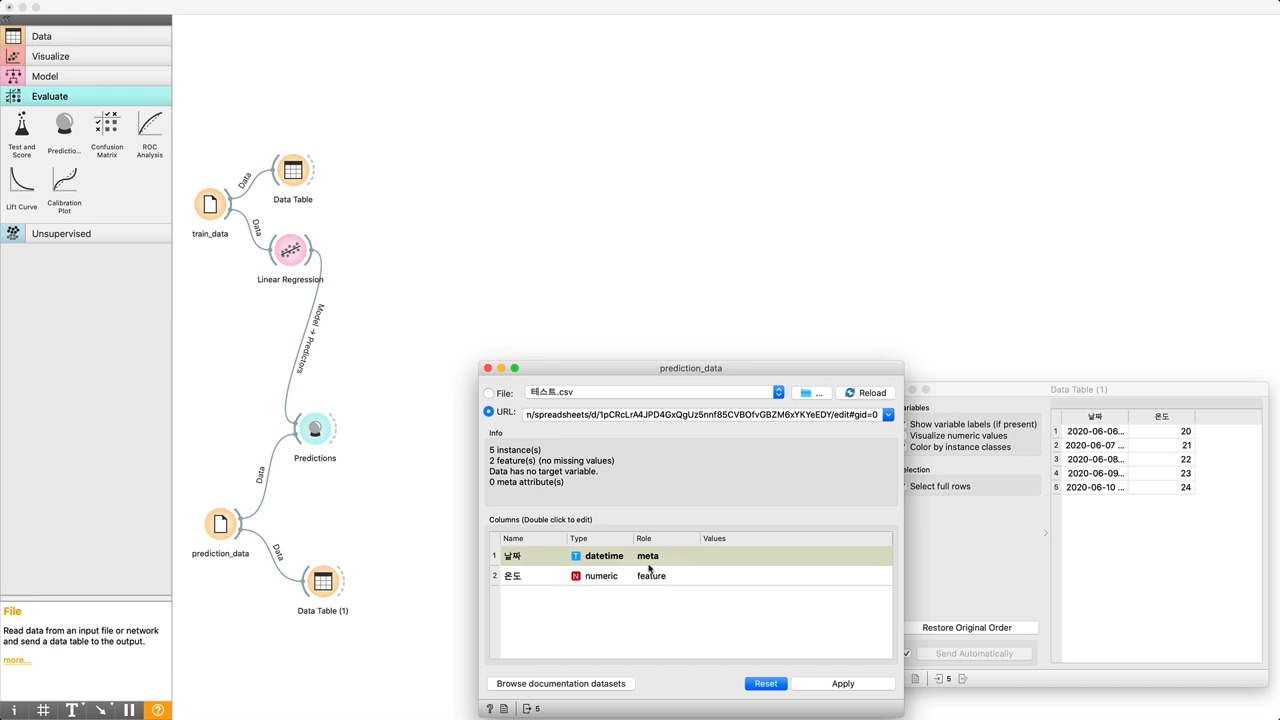 Data
Visualize
Model
Evaluate
Test and Score
Predictio...
Confusion Matrix
ROC Analysis
Lift Curve
Calibration Plot
Unsupervised
File
Read data from an input file or network
and send a data table to the output.
more...
Data
Data Table
train_data
Data
Linear Regression
Model → Predictors
Predictions
Data
prediction_data
Data
Data Table (1)
prediction_data
File:
테스트.csv
...
Reload
URL:
n/spreadsheets/d/1pCRcLrA4JPD4GxQgUz5nnf85CVBOfvGBZM6xYKYeEDY/edit#gid=0
Info
5 instance(s)
2 feature(s) (no missing values)
Data has no target variable.
0 meta attribute(s)
Columns (Double click to edit)
Name Type Role Values
1 날짜 T datetime meta
2 온도 N numeric feature
Browse documentation datasets
Reset
Apply
? 5
Data Table (1)
ariables
Show variable labels (if present)
Visualize numeric values
Color by instance classes
election
Select full rows
Restore Original Order
Send Automatically
5
날짜 온도
1 2020-06-06... 20
2 2020-06-07 ... 21
3 2020-06-08... 22
4 2020-06-09... 23
5 2020-06-10 ... 24